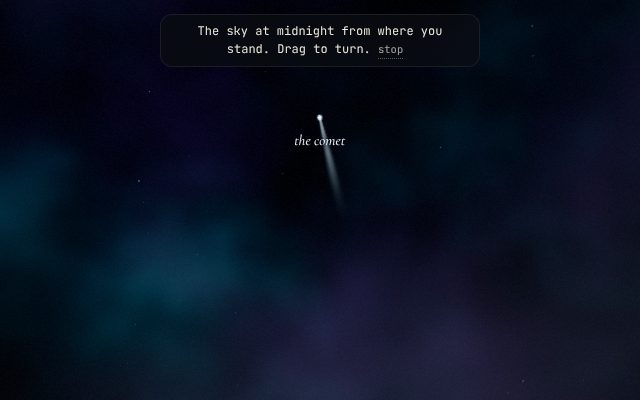 The sky at midnight from where you
stand. Drag to turn. stop
the comet